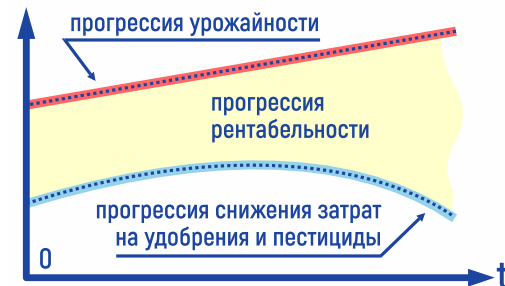 прогрессия урожайности
прогрессия
рентабельности
прогрессия снижения затрат
на удобрения и пестициды
0
t